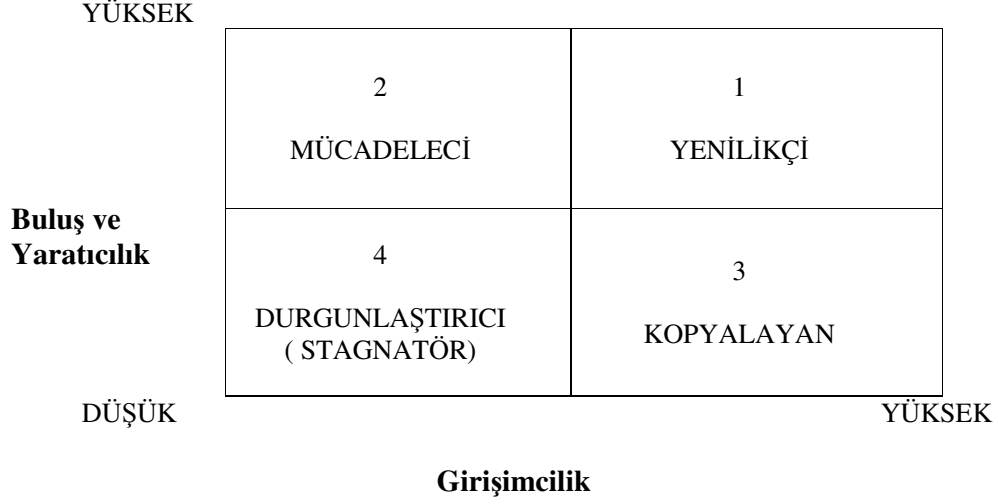 YÜKSEK
2
MÜCADELECİ
1
YENİLİKÇİ
Buluş ve
Yaratıcılık
4
DURGUNLAŞTIRICI
( STAGNATÖR)
3
KOPYALAYAN
DÜŞÜK
YÜKSEK
Girişimcilik